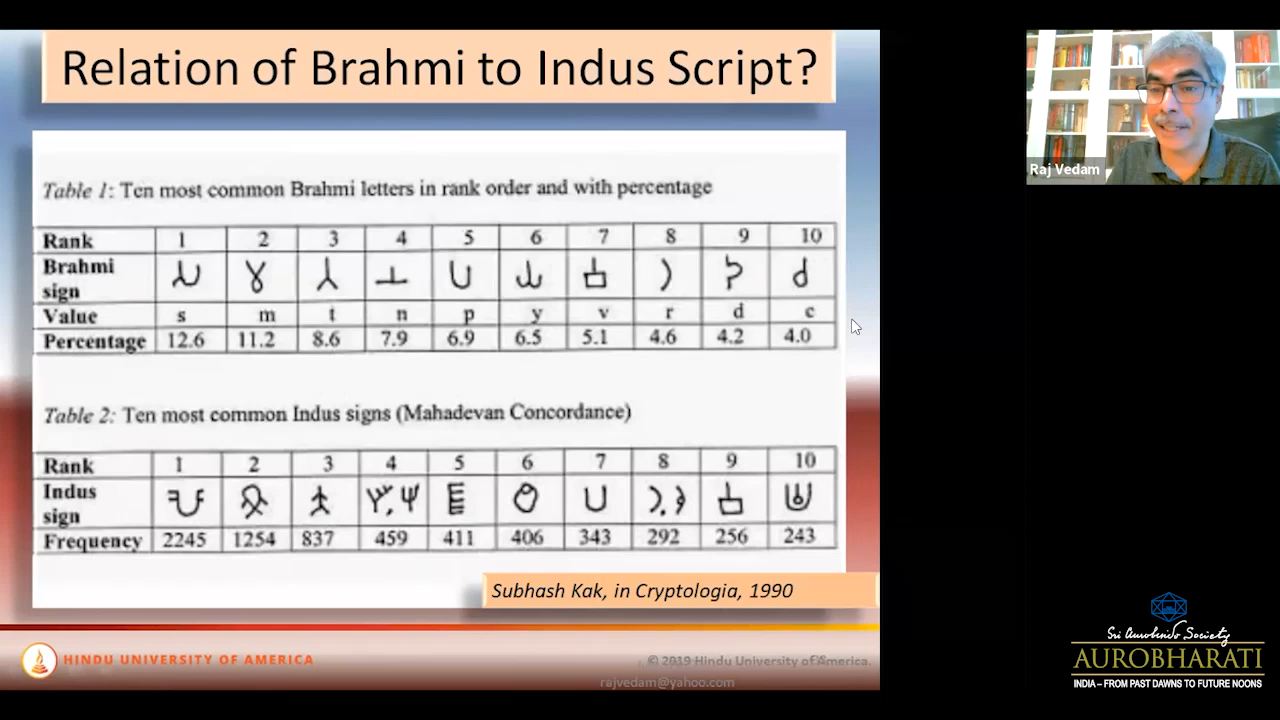 Relation of Brahmi to Indus Script?
Raj Vedam
Table 1: Ten most common Brahmi letters in rank order and with percentage
Rank 1 2 3 4 5 6 7 8 9 10
Brahmi
sign
Value s m t n p y v r d c
Percentage 12.6 11.2 8.6 7.9 6.9 6.5 5.1 4.6 4.2 4.0
Table 2: Ten most common Indus signs (Mahadevan Concordance)
Rank 1 2 3 4 5 6 7 8 9 10
Indus
sign
Frequency 2245 1254 837 459 411 406 343 292 256 243
Subhash Kak, in Cryptologia, 1990
HINDU UNIVERSITY OF AMERICA
© 2019 Hindu University of America.
rajvedam@yahoo.com
Sri Aurobindo Society
AUROBHARATI
INDIA – FROM PAST DAWNS TO FUTURE NOONS